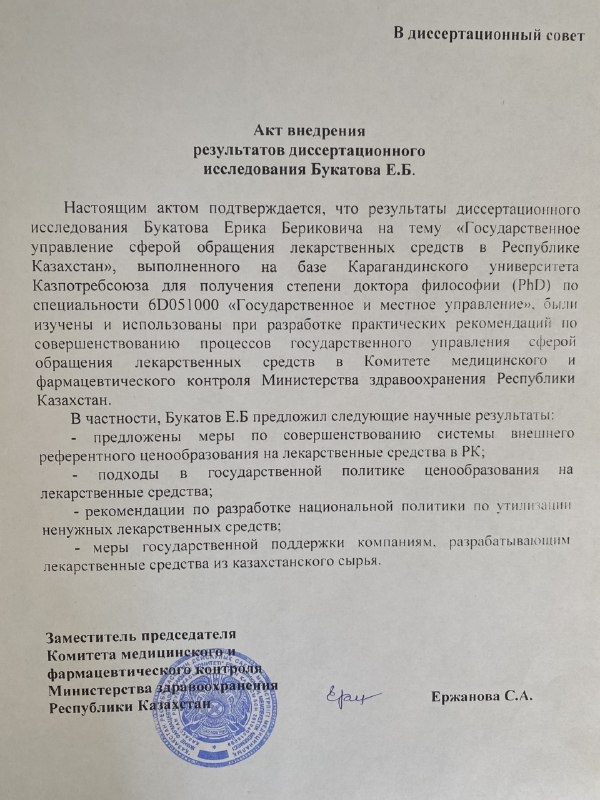 В диссертационный совет
Акт внедрения
результатов диссертационного
исследования Букатова Е.Б.
Настоящим актом подтверждается, что результаты диссертационного
исследования Букатова Ерика Бериковича на тему «Государственное
управление сферой обращения лекарственных средств в Республике
Казахстан», выполненного на базе Карагандинского университета
Казпотребсоюза для получения степени доктора философии (PhD) по
специальности 6D051000 «Государственное и местное управление», были
изучены и использованы при разработке практических рекомендаций по
совершенствованию процессов государственного управления сферой
обращения лекарственных средств в Комитете медицинского и
фармацевтического контроля Министерства здравоохранения Республики
Казахстан.
В частности, Букатов Е.Б предложил следующие научные результаты:
- предложены меры по совершенствованию системы внешнего
референтного ценообразования на лекарственные средства в РК;
- подходы в государственной политике ценообразования на
лекарственные средства;
- рекомендации по разработке национальной политики по утилизации
ненужных лекарственных средств;
- меры государственной поддержки компаниям, разрабатывающим
лекарственные средства из казахстанского сырья.
Заместитель председателя
Комитета медицинского и
фармацевтического контроля
Министерства здравоохранения
Республики Казахстан
Ержанова С.А.